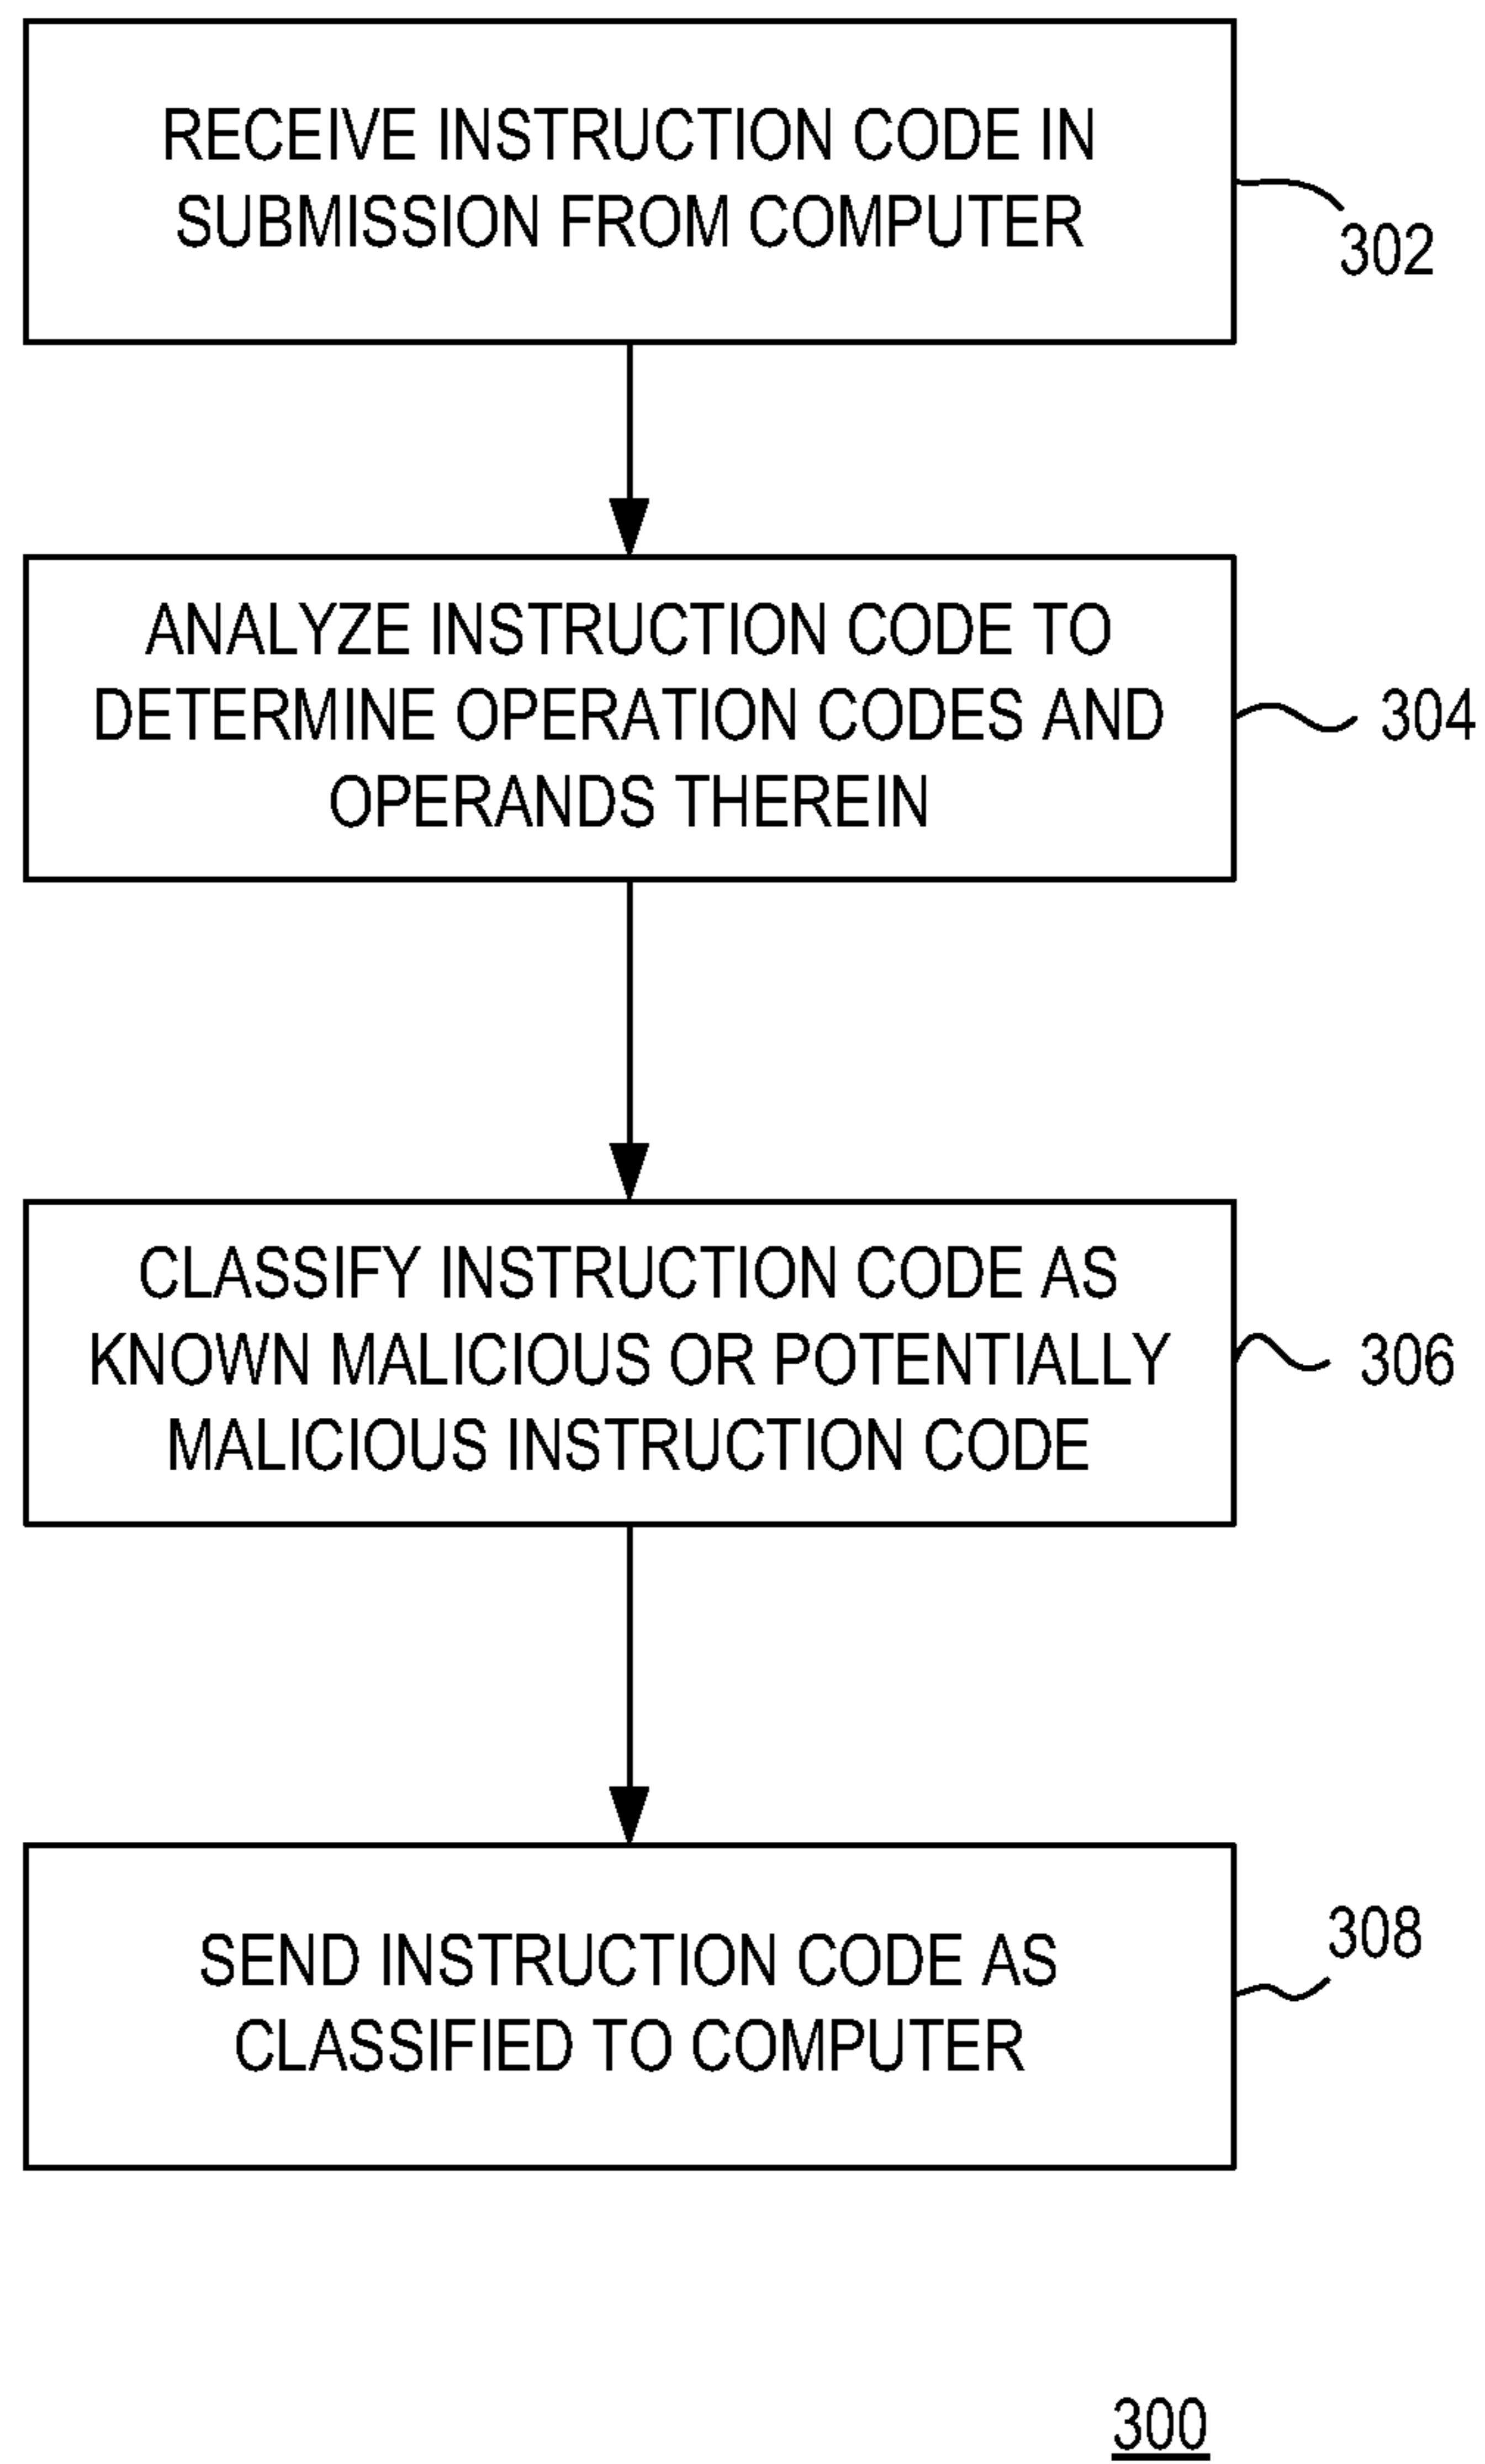 RECEIVE INSTRUCTION CODE IN
SUBMISSION FROM COMPUTER
302
ANALYZE INSTRUCTION CODE TO
DETERMINE OPERATION CODES AND
OPERANDS THEREIN
304
CLASSIFY INSTRUCTION CODE AS
KNOWN MALICIOUS OR POTENTIALLY
MALICIOUS INSTRUCTION CODE
306
SEND INSTRUCTION CODE AS
CLASSIFIED TO COMPUTER
308
300